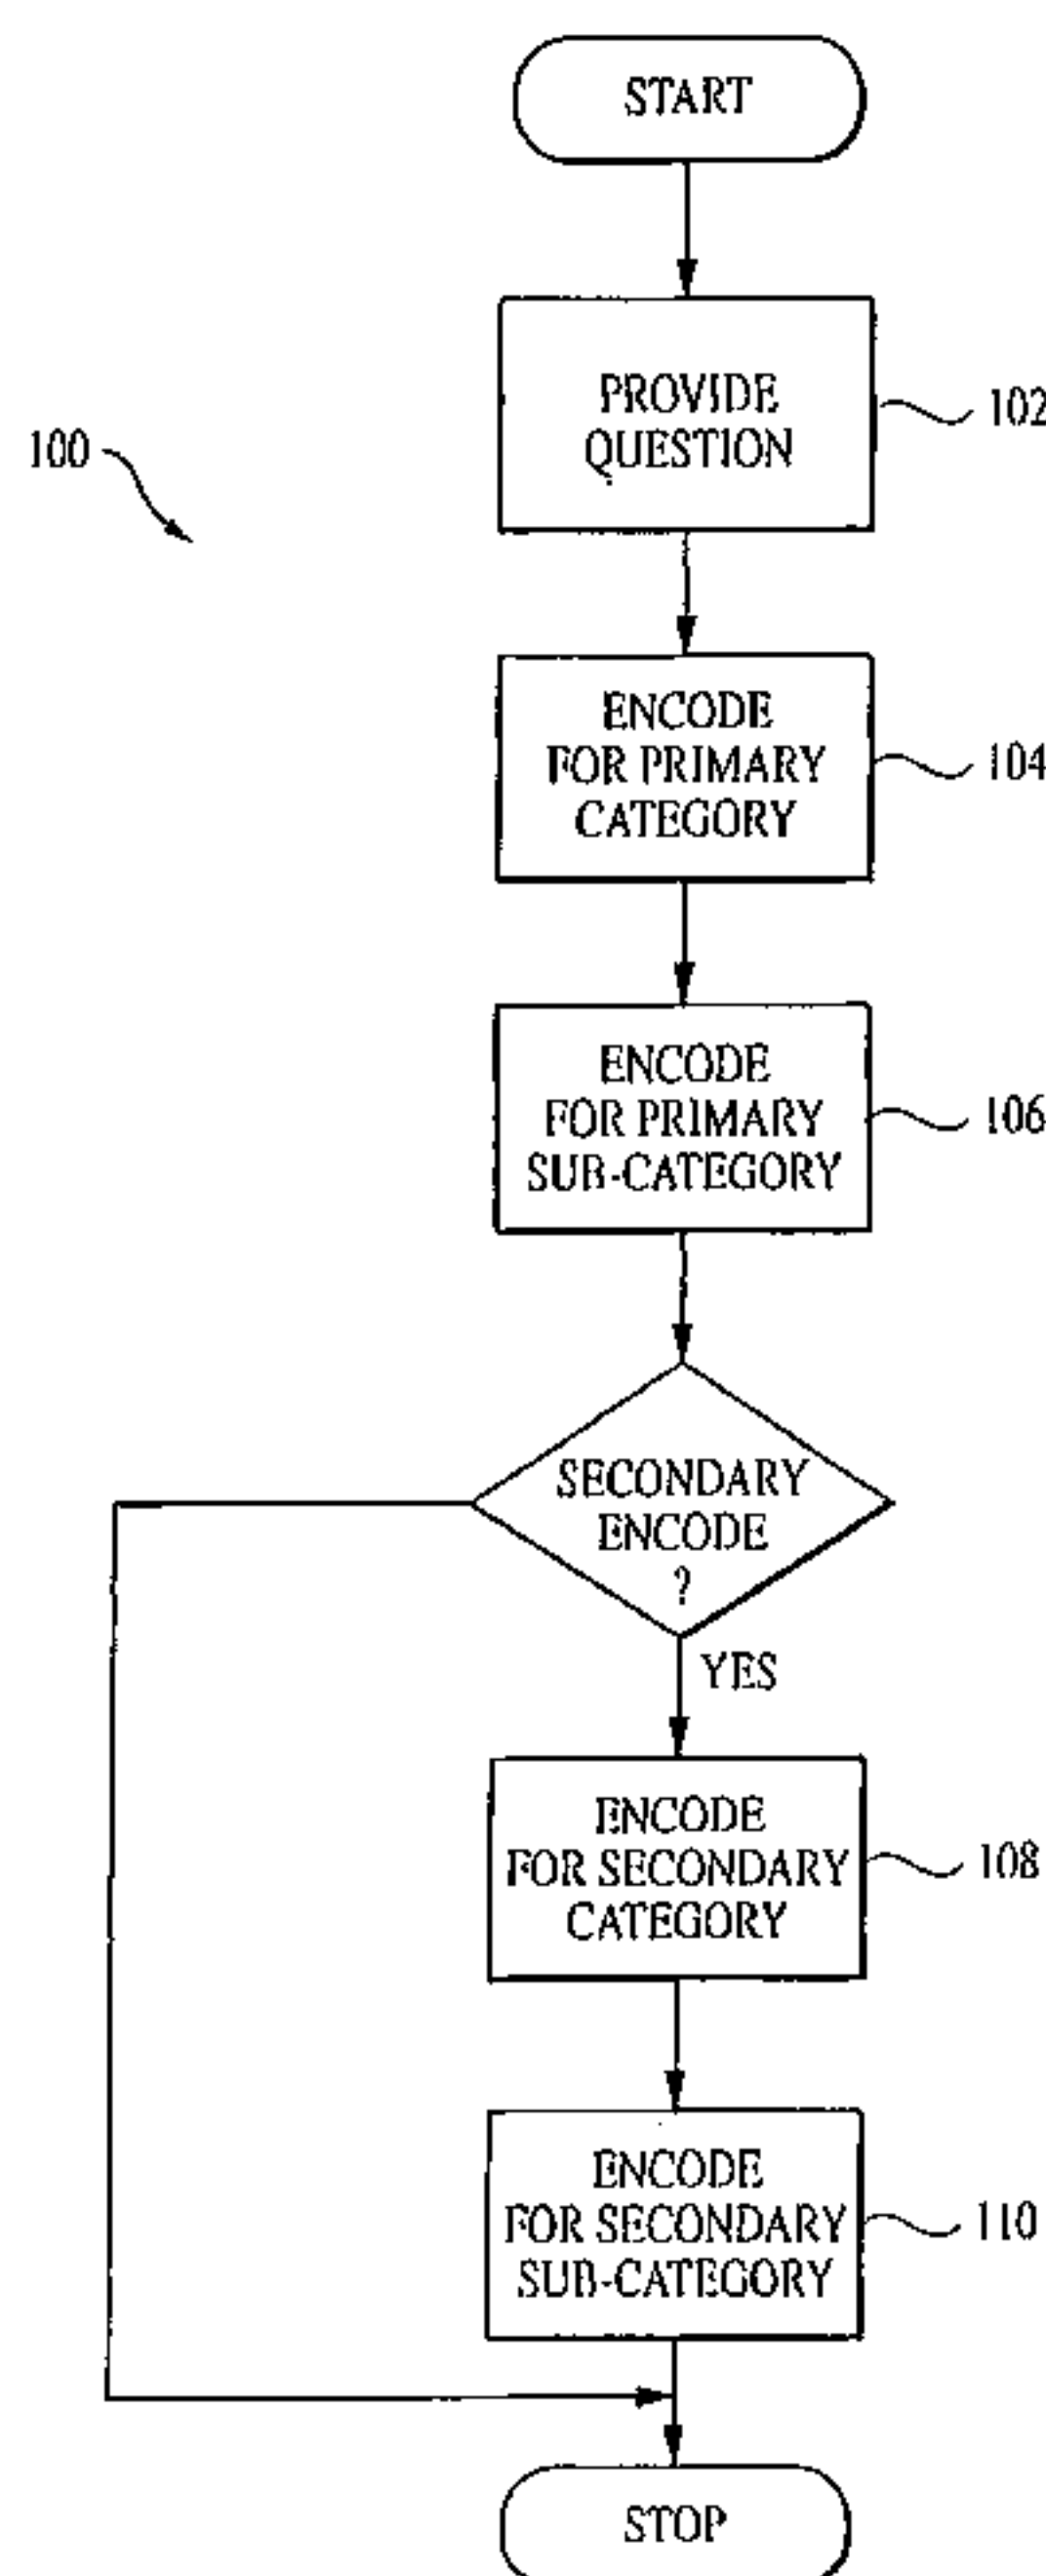 START
PROVIDE
QUESTION
102
100
ENCODE
FOR PRIMARY
CATEGORY
104
ENCODE
FOR PRIMARY
SUB-CATEGORY
106
SECONDARY
ENCODE
?
YES
ENCODE
FOR SECONDARY
CATEGORY
108
ENCODE
FOR SECONDARY
SUB-CATEGORY
110
STOP